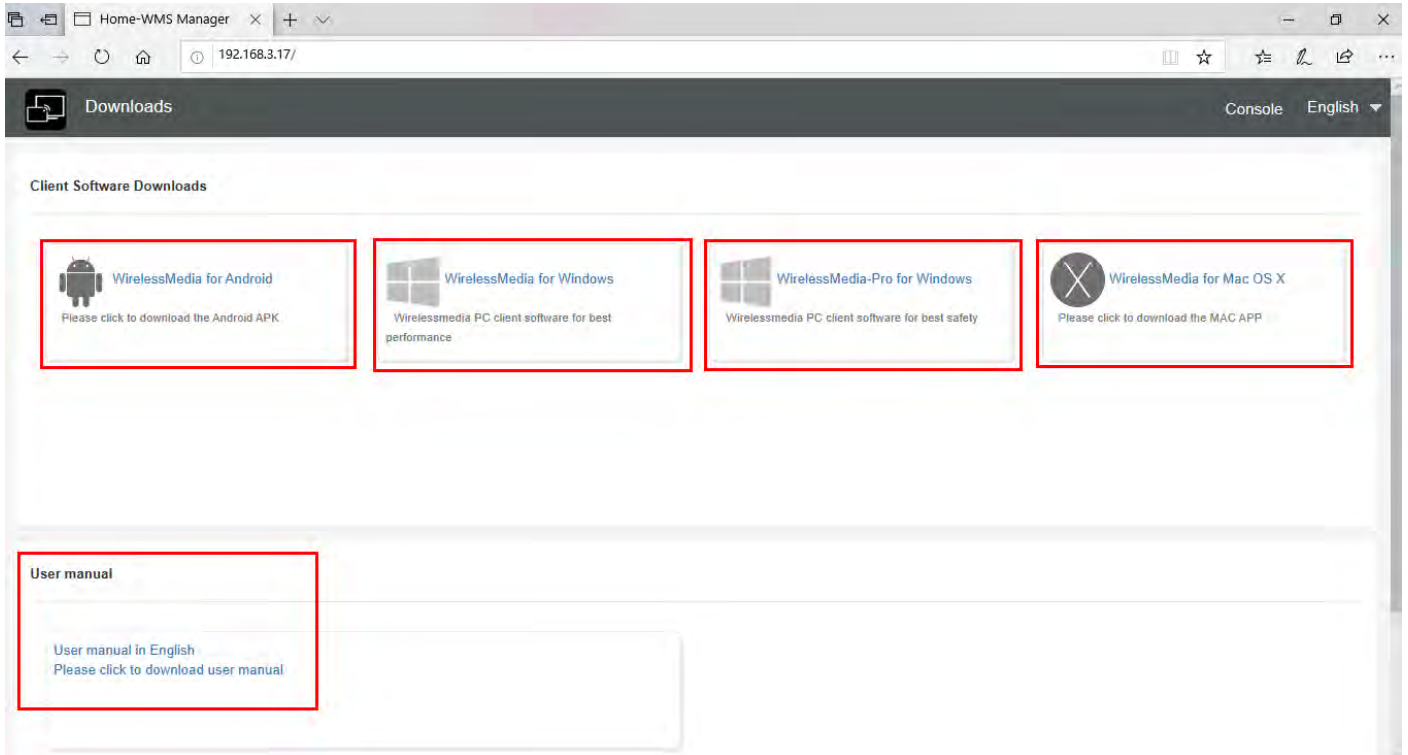 Home-WMS Manager
192.168.3.17/
Downloads
Console English
Client Software Downloads
WirelessMedia for Android
Please click to download the Android APK
WirelessMedia for Windows
Wirelessmedia PC client software for best
performance
WirelessMedia-Pro for Windows
Wirelessmedia PC client software for best safety
WirelessMedia for Mac OS X
Please click to download the MAC APP
User manual
User manual in English
Please click to download user manual